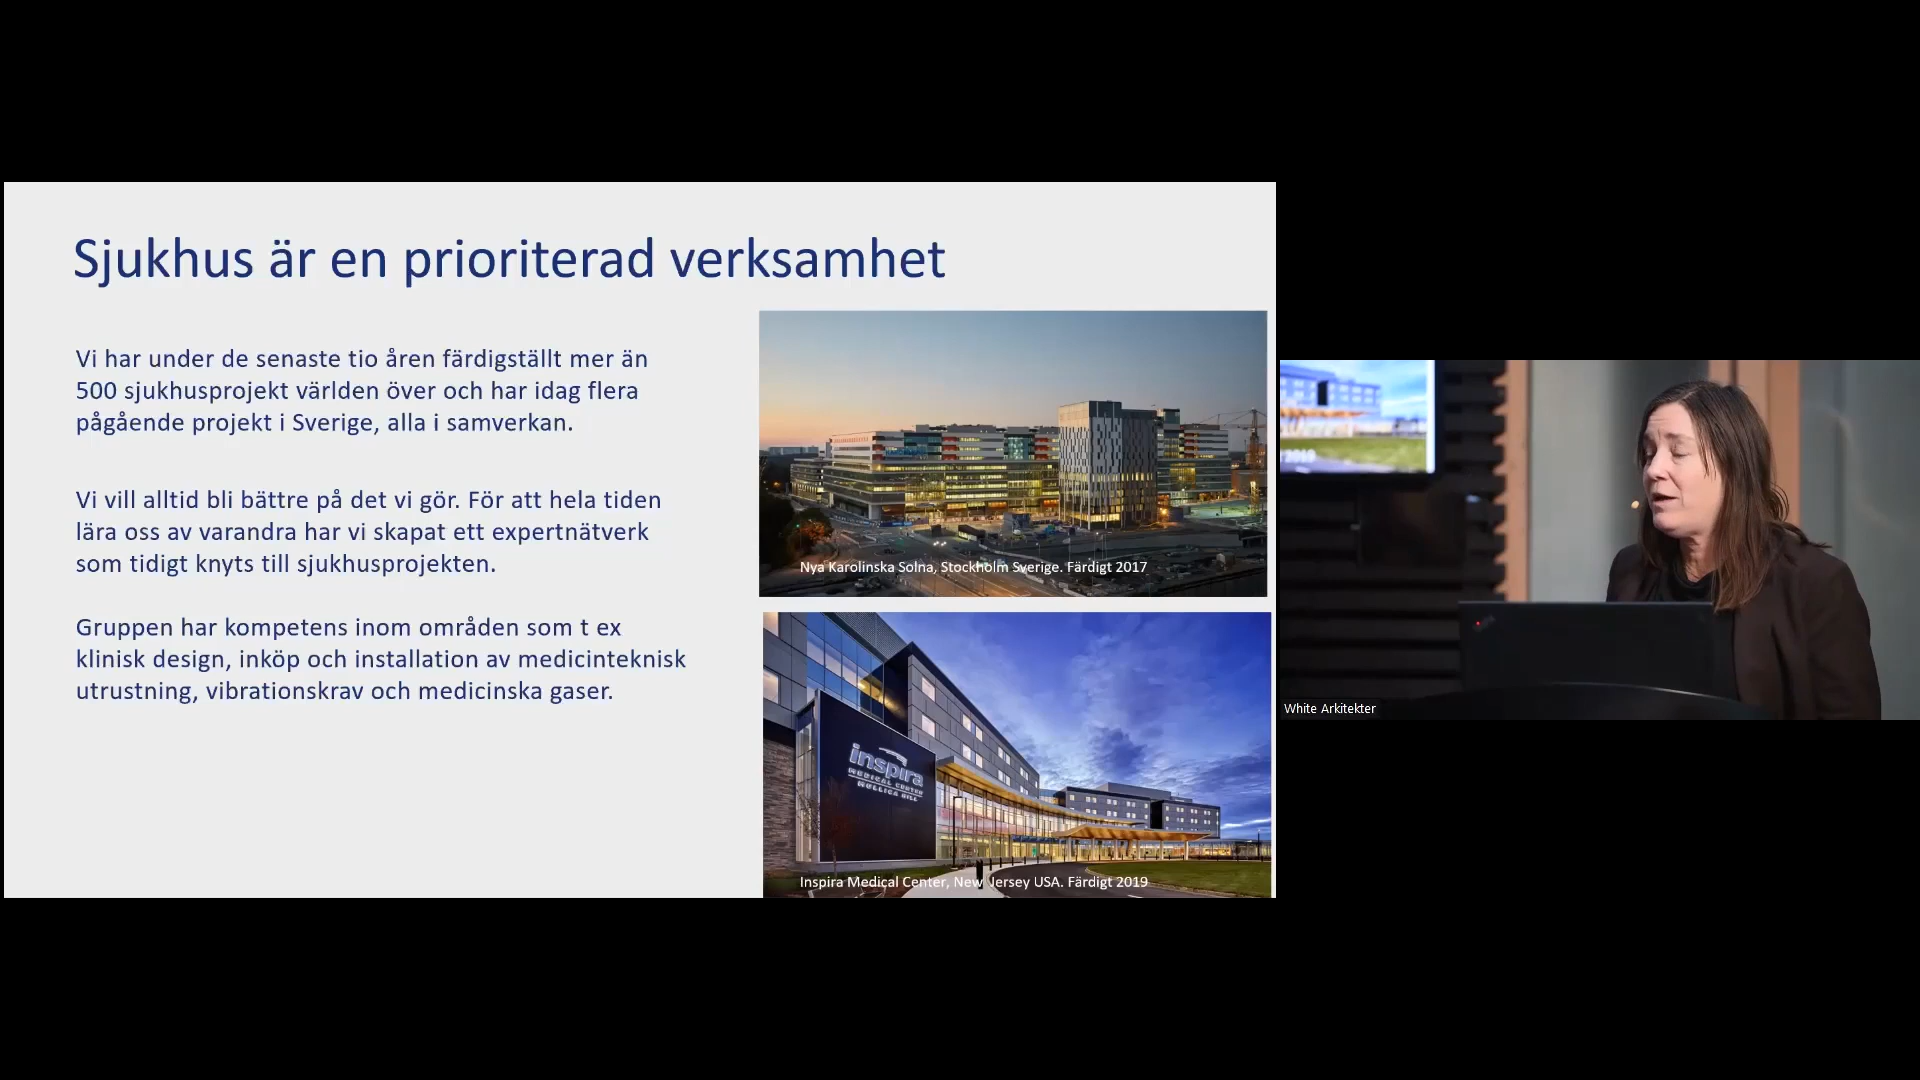 Sjukhus är en prioriterad verksamhet
Vi har under de senaste tio åren färdigställt mer än
500 sjukhusprojekt världen över och har idag flera
pågående projekt i Sverige, alla i samverkan.
Vi vill alltid bli bättre på det vi gör. För att hela tiden
lära oss av varandra har vi skapat ett expertnätverk
som tidigt knyts till sjukhusprojekten.
Gruppen har kompetens inom områden som t ex
klinisk design, inköp och installation av medicinteknisk
utrustning, vibrationskrav och medicinska gaser.
Nya Karolinska Solna, Stockholm Sverige. Färdigt 2017
inspira
MEDICAL CENTER
MULLICA HILL
Inspira Medical Center, New Jersey USA. Färdigt 2019
2019
White Arkitekter